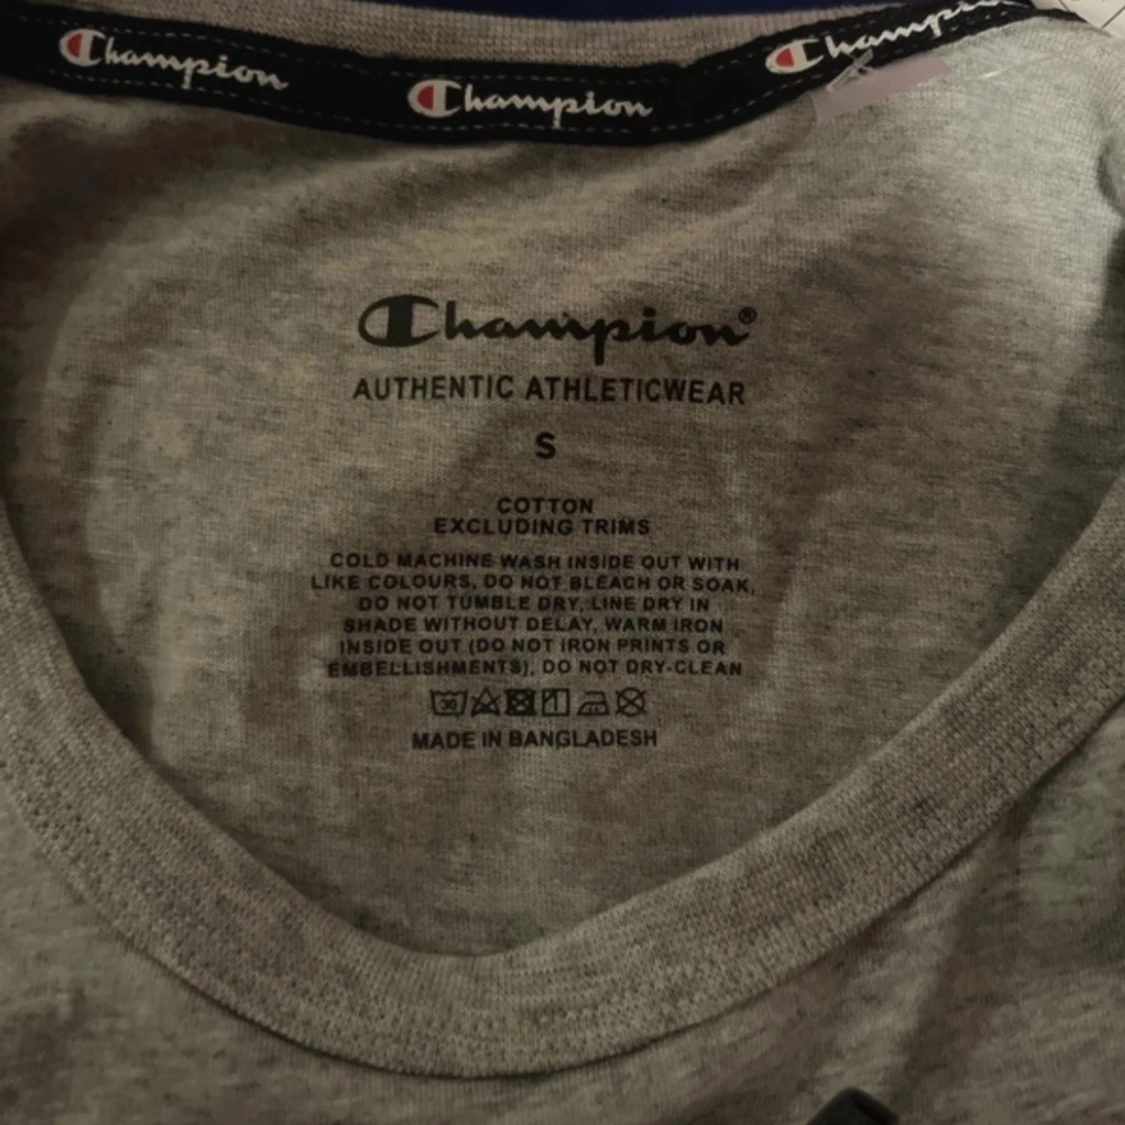 Champion
Champion
Champion
Champion®
AUTHENTIC ATHLETICWEAR
S
COTTON
EXCLUDING TRIMS
COLD MACHINE WASH INSIDE OUT WITH
LIKE COLOURS, DO NOT BLEACH OR SOAK,
DO NOT TUMBLE DRY, LINE DRY IN
SHADE WITHOUT DELAY, WARM IRON
INSIDE OUT (DO NOT IRON PRINTS OR
EMBELLISHMENTS), DO NOT DRY-CLEAN
30
MADE IN BANGLADESH